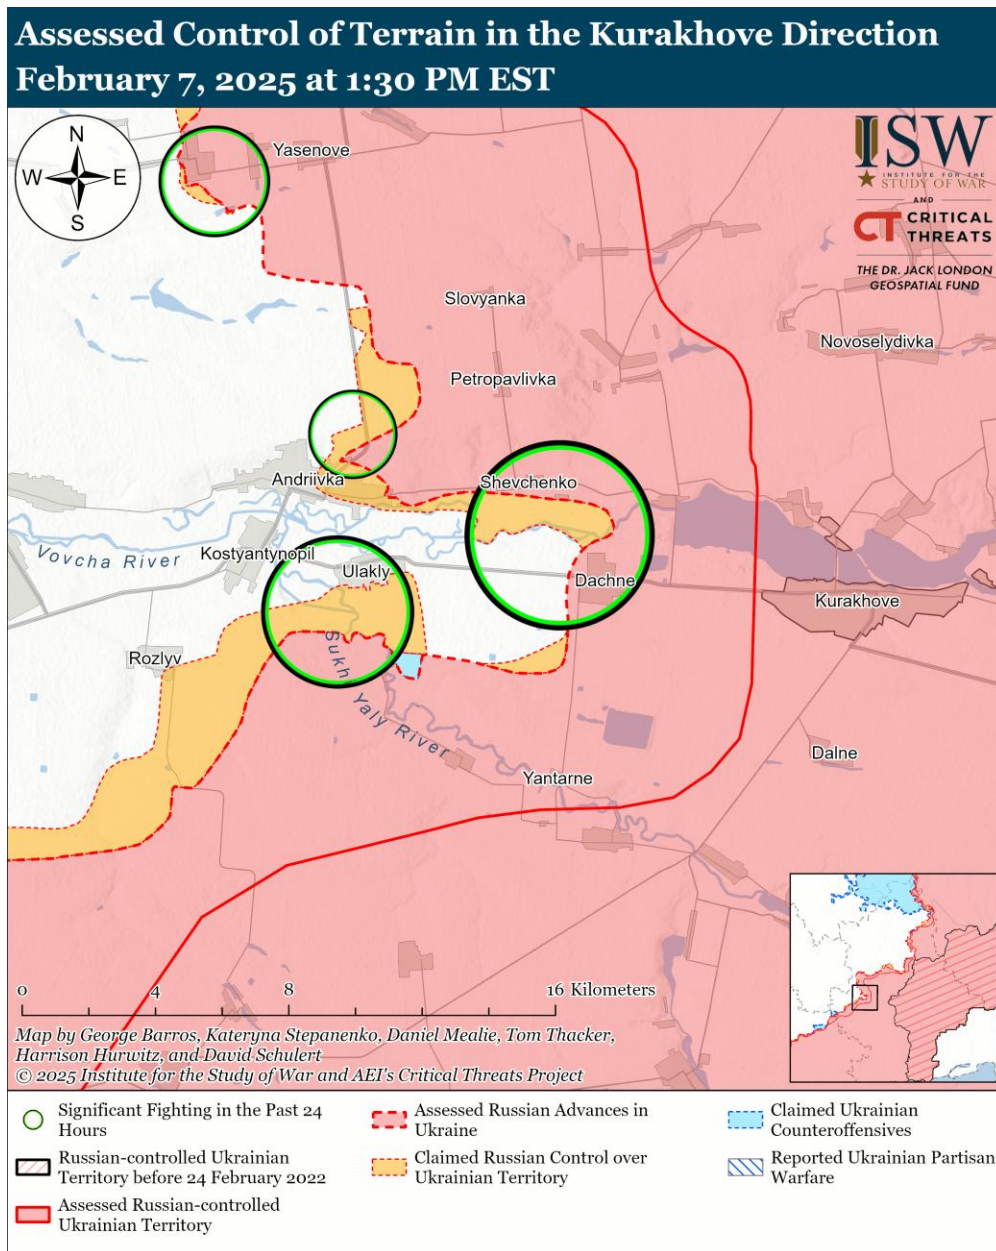 Assessed Control of Terrain in the Kurakhove Direction
February 7, 2025 at 1:30 PM EST
N
W E
S
ISW
INSTITUTE FOR THE
STUDY OF WAR
AND
CT CRITICAL
THREATS
THE DR. JACK LONDON
GEOSPATIAL FUND
Yasenove
Slovyanka
Novoselydivka
Petropavlivka
Andriivka
Shevchenko
Vovcha River
Kostyantynopil
Ulakly
Dachne
Kurakhove
Rozlyv
Sukhi Yaly River
Dalne
Yantarne
0 4 8 16 Kilometers
Map by George Barros, Kateryna Stepanenko, Daniel Mealie, Tom Thacker,
Harrison Hurwitz, and David Schulert
© 2025 Institute for the Study of War and AEI's Critical Threats Project
Significant Fighting in the Past 24
Hours
Russian-controlled Ukrainian
Territory before 24 February 2022
Assessed Russian-controlled
Ukrainian Territory
Assessed Russian Advances in
Ukraine
Claimed Russian Control over
Ukrainian Territory
Claimed Ukrainian
Counteroffensives
Reported Ukrainian Partisan
Warfare